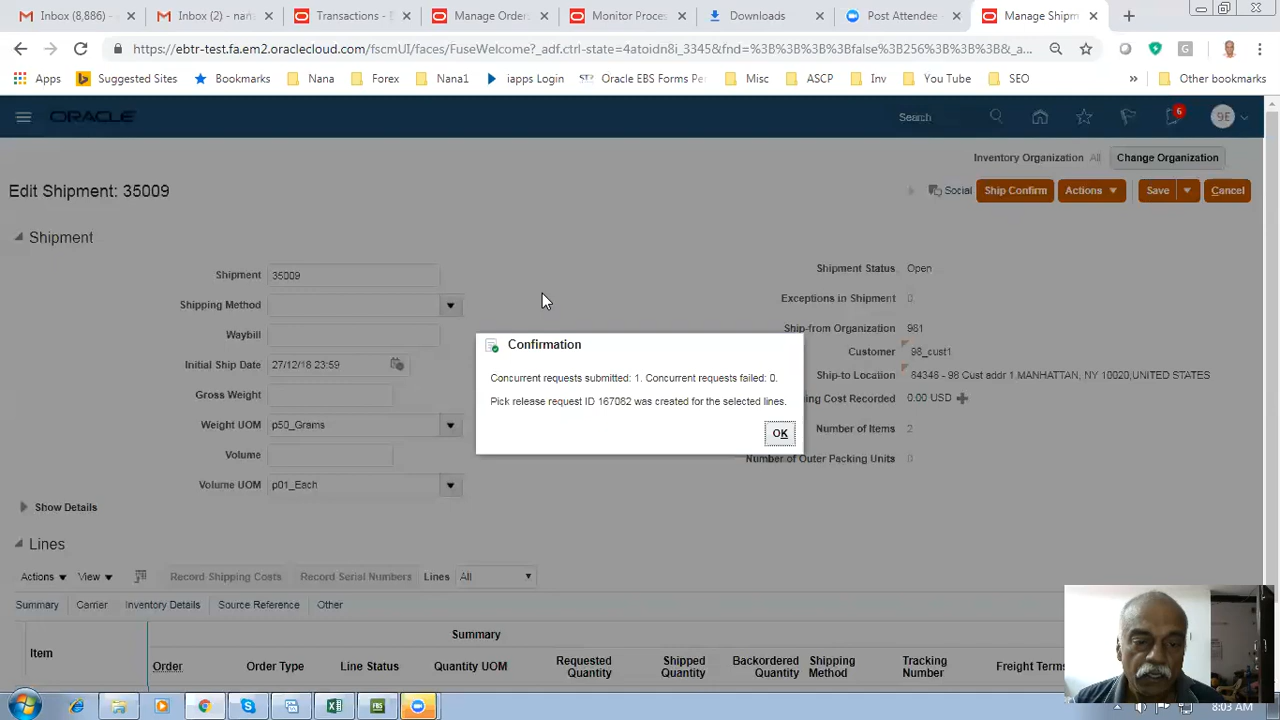 Inbox (8,886) -
Inbox (2) - nan
Transactions - E
Manage Order
Monitor Proce
Downloads
Post Attendee
Manage Shipm
https://ebtr-test.fa.em2.oraclecloud.com/fscmUI/faces/FuseWelcome?_adf.ctrl-state=4atoidn8i_3345&fnd=%3B%3B%3B%3Bfalse%3B256%3B%3B%3B&_a...
Apps
Suggested Sites
Bookmarks
Nana
Forex
Nana1
iapps Login
Oracle EBS Forms Per
Misc
ASCP
Inv
You Tube
SEO
»
Other bookmarks
ORACLE
Search
6
9E
Inventory Organization All
Change Organization
Edit Shipment: 35009
Social
Ship Confirm
Actions
Save
Cancel
Shipment
Shipment 35009
Shipping Method
Waybill
Initial Ship Date 27/12/18 23:59
Gross Weight
Weight UOM p50_Grams
Volume
Volume UOM p01_Each
Shipment Status Open
Exceptions in Shipment 0
Ship-from Organization 981
Customer 98_cust1
Ship-to Location 64346 - 98 Cust addr 1,MANHATTAN, NY 10020,UNITED STATES
Cost Recorded 0.00 USD
Number of Items 2
Number of Outer Packing Units 0
Confirmation
Concurrent requests submitted: 1. Concurrent requests failed: 0.
Pick release request ID 167082 was created for the selected lines.
OK
Show Details
Lines
Actions
View
Record Shipping Costs
Record Serial Numbers
Lines All
Summary
Carrier
Inventory Details
Source Reference
Other
Item
Summary
Order
Order Type
Line Status
Quantity UOM
Requested Quantity
Shipped Quantity
Backordered Quantity
Shipping Method
Tracking Number
Freight Terms
8:03 AM